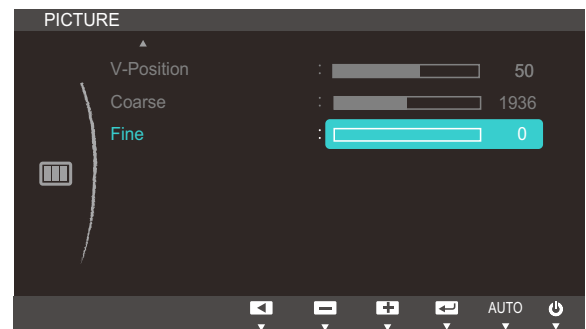 PICTURE
V-Position : 50
Coarse : 1936
Fine : 0
AUTO